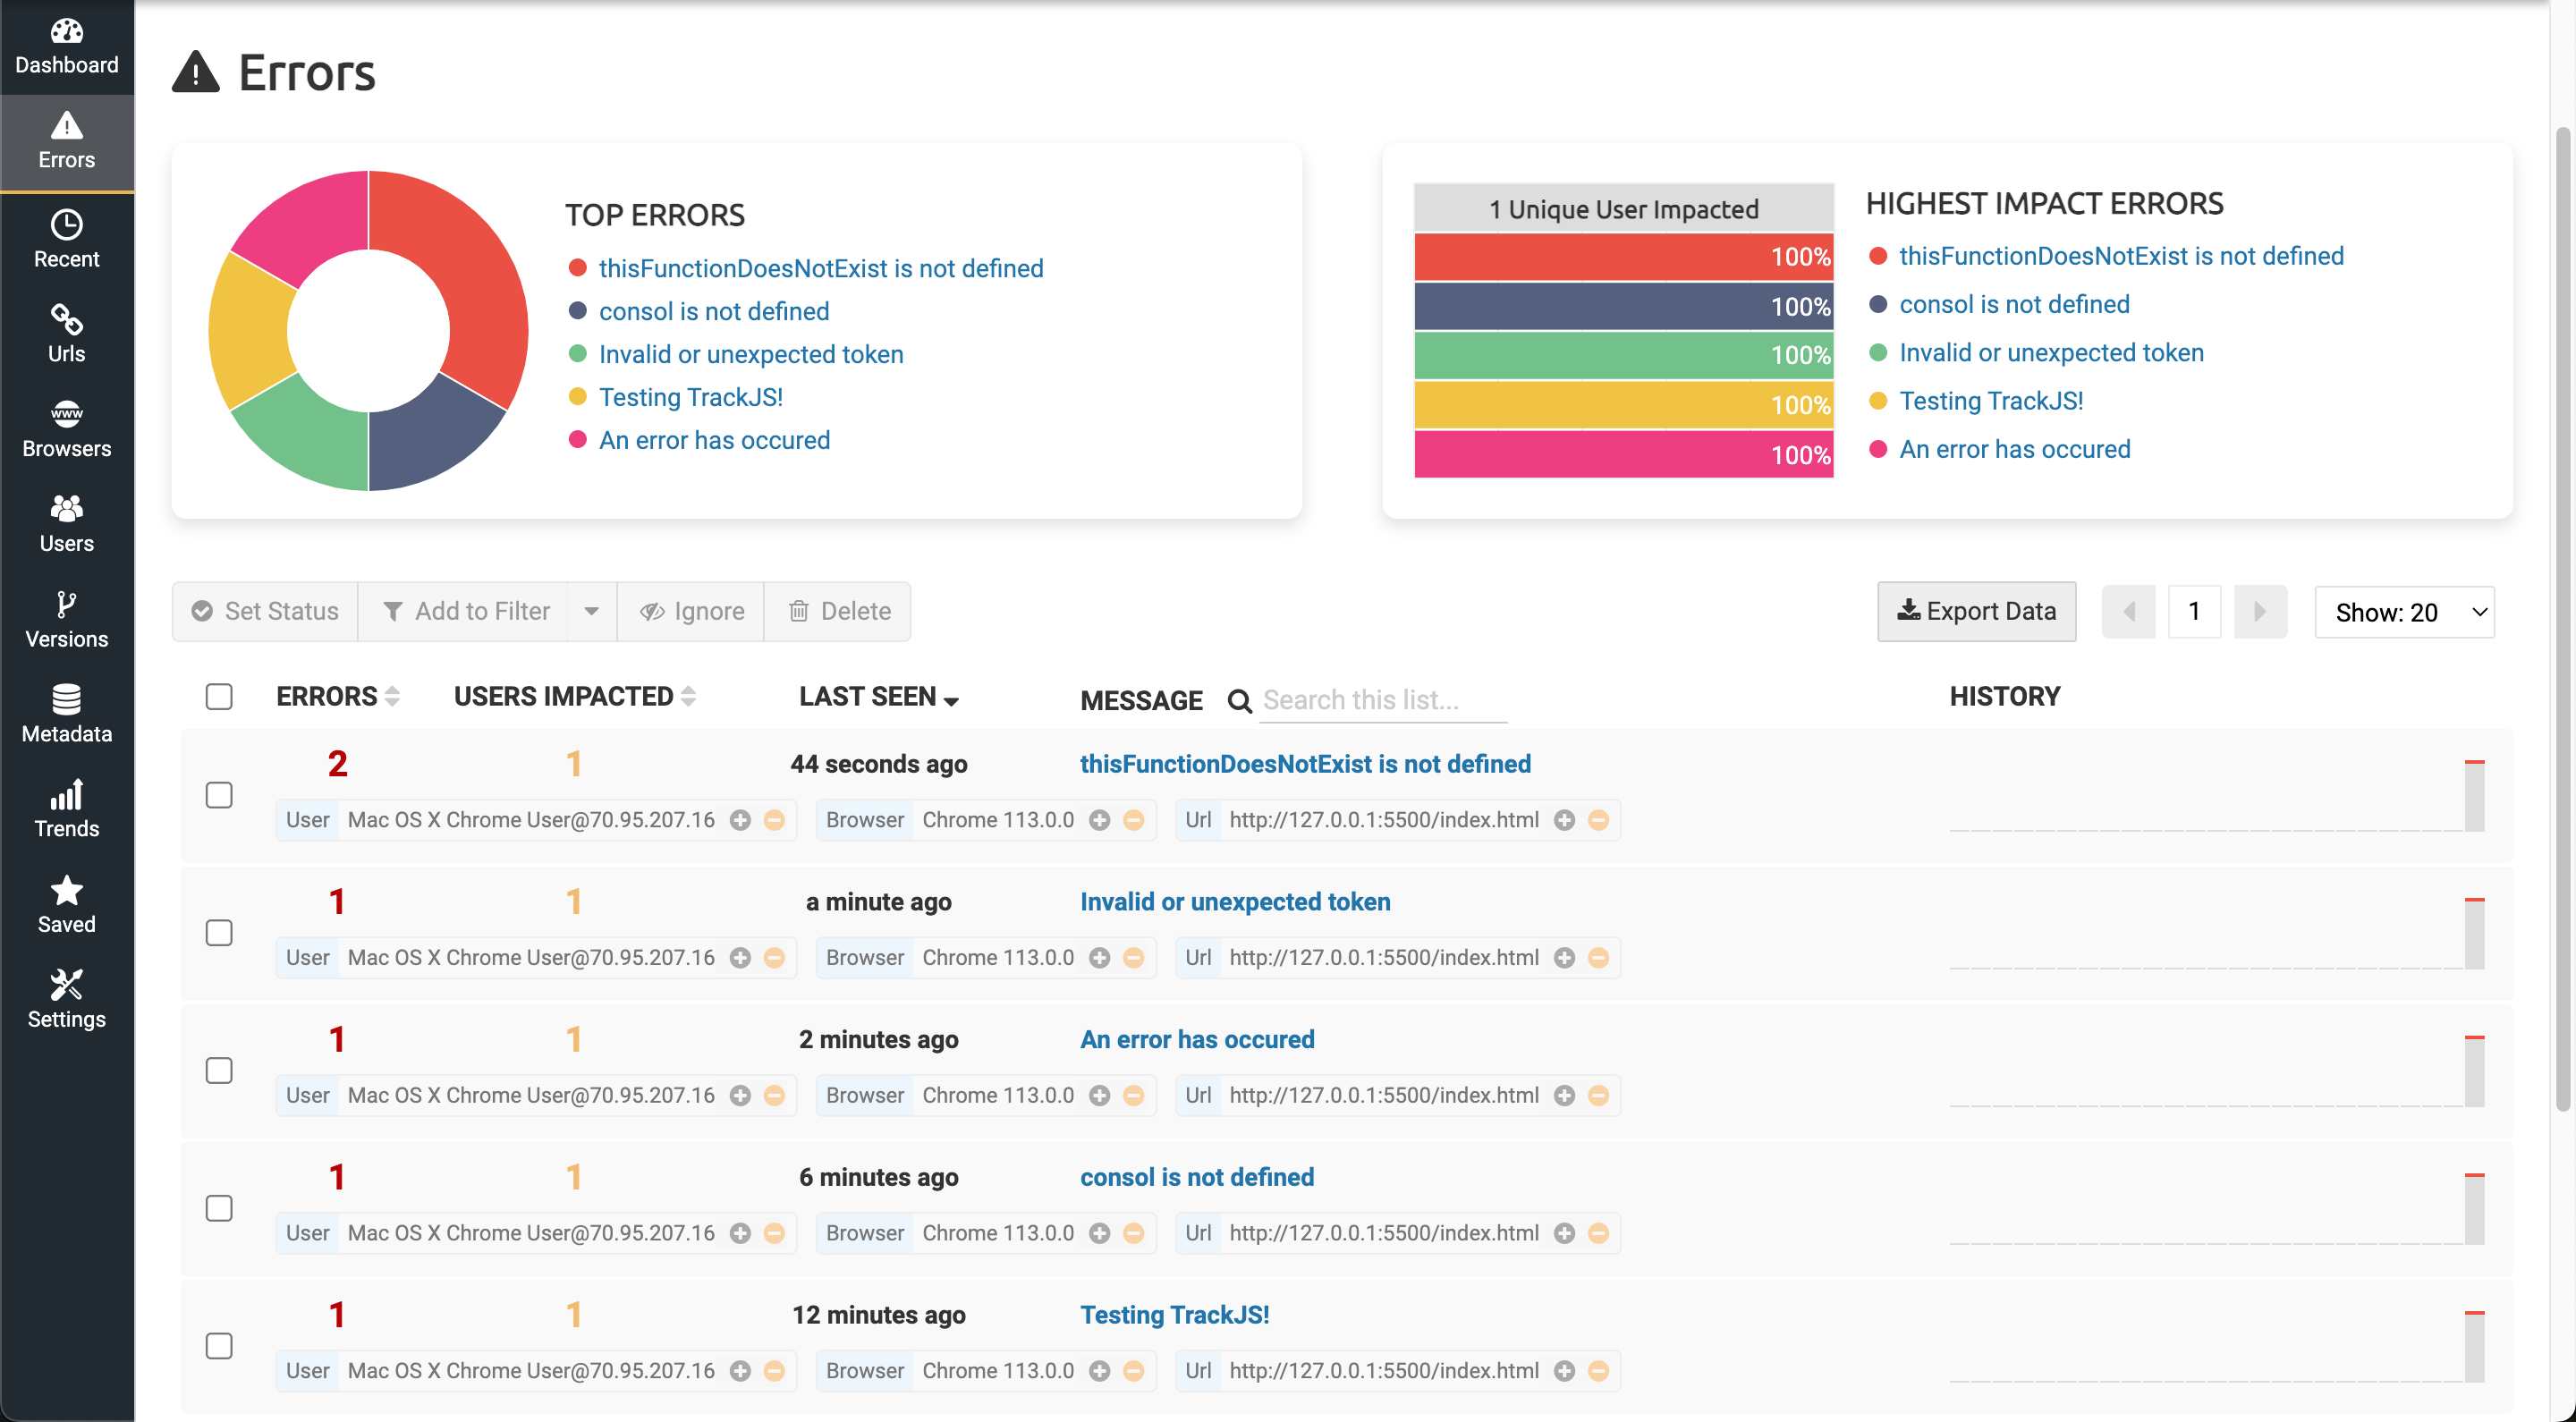 Dashboard
Errors
Recent
Urls
www
Browsers
Users
Versions
Metadata
Trends
Saved
Settings
Errors
TOP ERRORS
thisFunctionDoesNotExist is not defined
consol is not defined
Invalid or unexpected token
Testing TrackJS!
An error has occured
1 Unique User Impacted
100%
100%
100%
100%
100%
HIGHEST IMPACT ERRORS
thisFunctionDoesNotExist is not defined
consol is not defined
Invalid or unexpected token
Testing TrackJS!
An error has occured
Set Status Add to Filter Ignore Delete
Export Data 1 Show: 20
ERRORS USERS IMPACTED LAST SEEN MESSAGE Search this list... HISTORY
2 1 44 seconds ago thisFunctionDoesNotExist is not defined
User Mac OS X Chrome User@70.95.207.16 Browser Chrome 113.0.0 Url http://127.0.0.1:5500/index.html
1 1 a minute ago Invalid or unexpected token
User Mac OS X Chrome User@70.95.207.16 Browser Chrome 113.0.0 Url http://127.0.0.1:5500/index.html
1 1 2 minutes ago An error has occured
User Mac OS X Chrome User@70.95.207.16 Browser Chrome 113.0.0 Url http://127.0.0.1:5500/index.html
1 1 6 minutes ago consol is not defined
User Mac OS X Chrome User@70.95.207.16 Browser Chrome 113.0.0 Url http://127.0.0.1:5500/index.html
1 1 12 minutes ago Testing TrackJS!
User Mac OS X Chrome User@70.95.207.16 Browser Chrome 113.0.0 Url http://127.0.0.1:5500/index.html